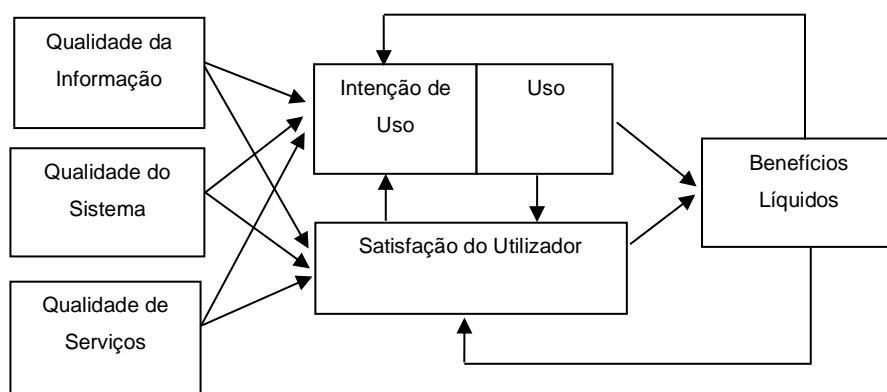 Qualidade da
Informação
Intenção de
Uso
Uso
Qualidade do
Sistema
Benefícios
Líquidos
Satisfação do Utilizador
Qualidade de
Serviços